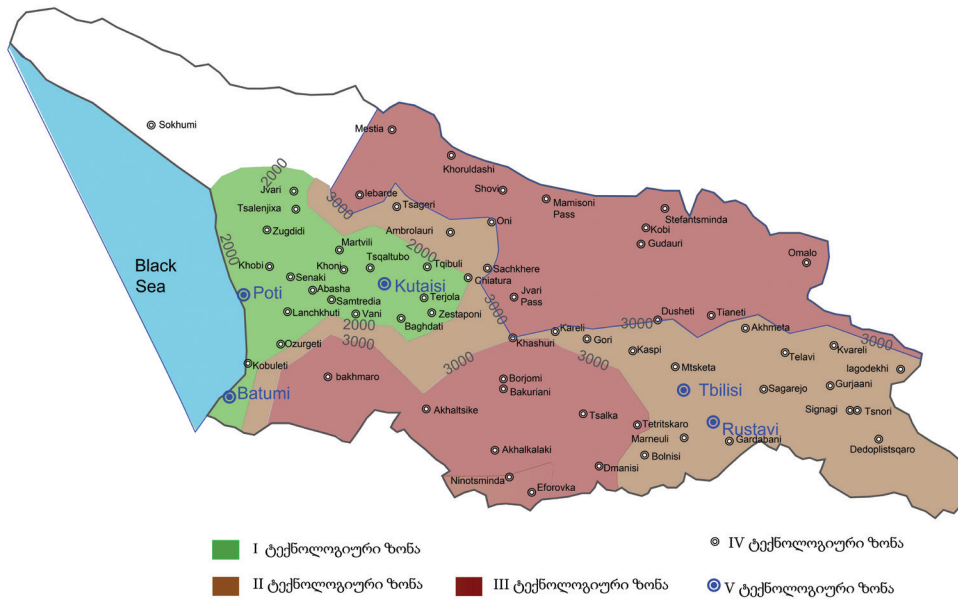 Sokhumi
Mestia
Khoruldashi
Shovi
Mamisoni
Pass
Stefantsminda
Kobi
Gudauri
Omalo
2000
Jvari
Tsalenjixa
3000
lebarde
Tsageri
Oni
Zugdidi
Ambrolauri
2000
Martvili
Tsqaltubo
Tqibuli
Sachkhere
Chiatura
Khobi
Khoni
Senaki
Abasha
Kutaisi
Black
Sea
2000
Poti
Samtredia
Terjola
Jvari
Pass
Lanchkhuti
Vani
Zestaponi
3000
Baghdati
2000
Dusheti
Tianeti
3000
Akhmeta
Kareli
Khashuri
Gori
Ozurgeti
3000
3000
3000
Kaspi
Telavi
Kvareli
3000
Kobuleti
Mtsketa
lagodekhi
bakhmaro
Borjomi
Bakuriani
Batumi
Tbilisi
Sagarejo
Gurjaani
Akhaltsike
Tsalka
Signagi
Tsnori
Tetritskaro
Rustavi
Marneuli
Gardabani
Dedoplistsqaro
Akhalkalaki
Bolnisi
Dmanisi
Ninotsminda
Eforovka
I ტექნოლოგიური ზონა
IV ტექნოლოგიური ზონა
II ტექნოლოგიური ზონა
III ტექნოლოგიური ზონა
V ტექნოლოგიური ზონა